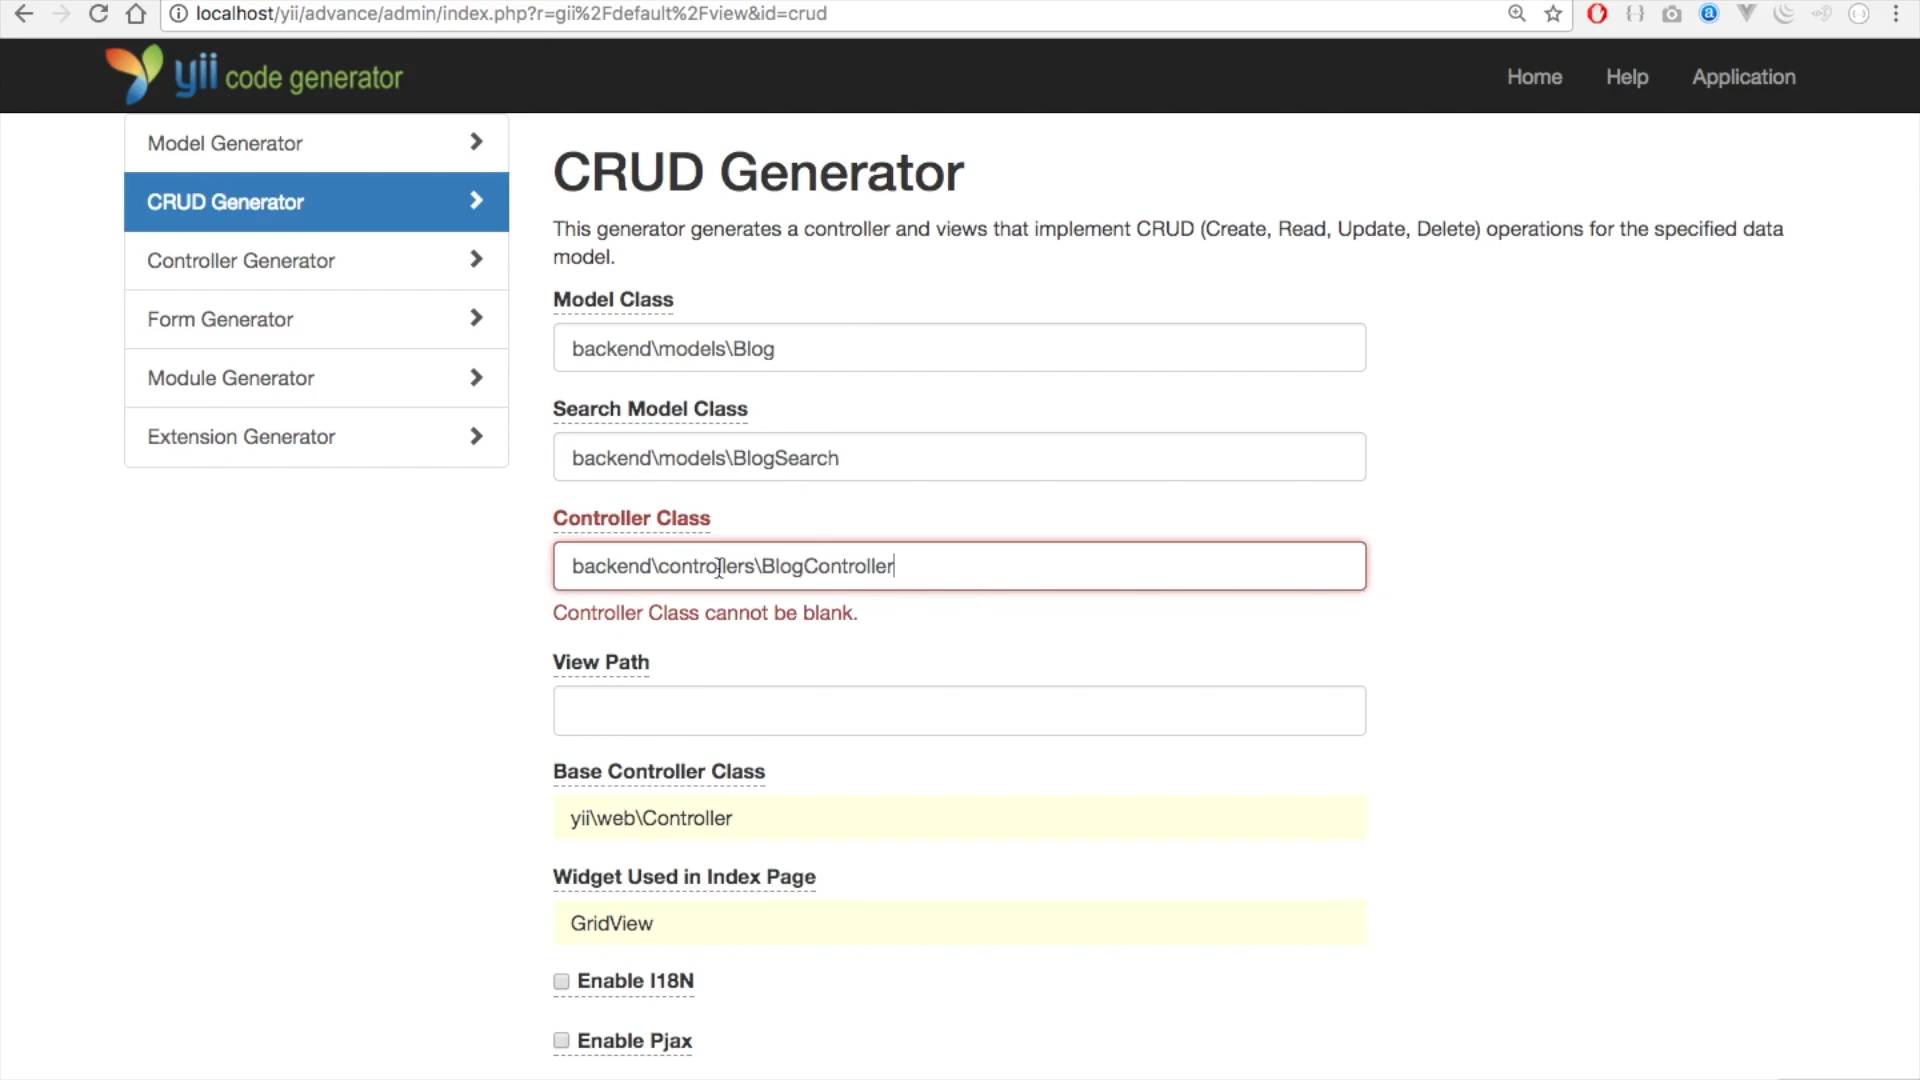 localhost/yii/advance/admin/index.php?r=gii%2Fdefault%2Fview&id=crud
yii code generator
Home
Help
Application
Model Generator
CRUD Generator
Controller Generator
Form Generator
Module Generator
Extension Generator
CRUD Generator
This generator generates a controller and views that implement CRUD (Create, Read, Update, Delete) operations for the specified data
model.
Model Class
backend\models\Blog
Search Model Class
backend\models\BlogSearch
Controller Class
backend\controllers\BlogController
Controller Class cannot be blank.
View Path
Base Controller Class
yii\web\Controller
Widget Used in Index Page
GridView
Enable I18N
Enable Pjax